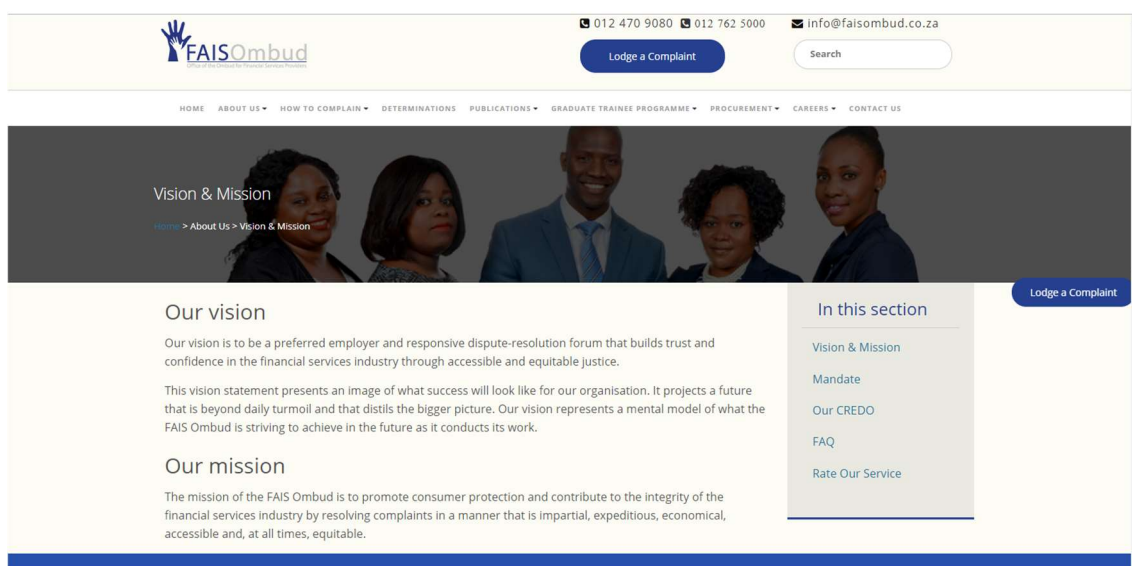 012 470 9080 012 762 5000 info@faisombud.co.za
FAISOmbud
Office of the Ombud for Financial Services Providers
Lodge a Complaint
Search
HOME ABOUT US HOW TO COMPLAIN DETERMINATIONS PUBLICATIONS GRADUATE TRAINEE PROGRAMME PROCUREMENT CAREERS CONTACT US
Vision & Mission
Home > About Us > Vision & Mission
Lodge a Complaint
Our vision
Our vision is to be a preferred employer and responsive dispute-resolution forum that builds trust and
confidence in the financial services industry through accessible and equitable justice.
This vision statement presents an image of what success will look like for our organisation. It projects a future
that is beyond daily turmoil and that distils the bigger picture. Our vision represents a mental model of what the
FAIS Ombud is striving to achieve in the future as it conducts its work.
Our mission
The mission of the FAIS Ombud is to promote consumer protection and contribute to the integrity of the
financial services industry by resolving complaints in a manner that is impartial, expeditious, economical,
accessible and, at all times, equitable.
In this section
Vision & Mission
Mandate
Our CREDO
FAQ
Rate Our Service